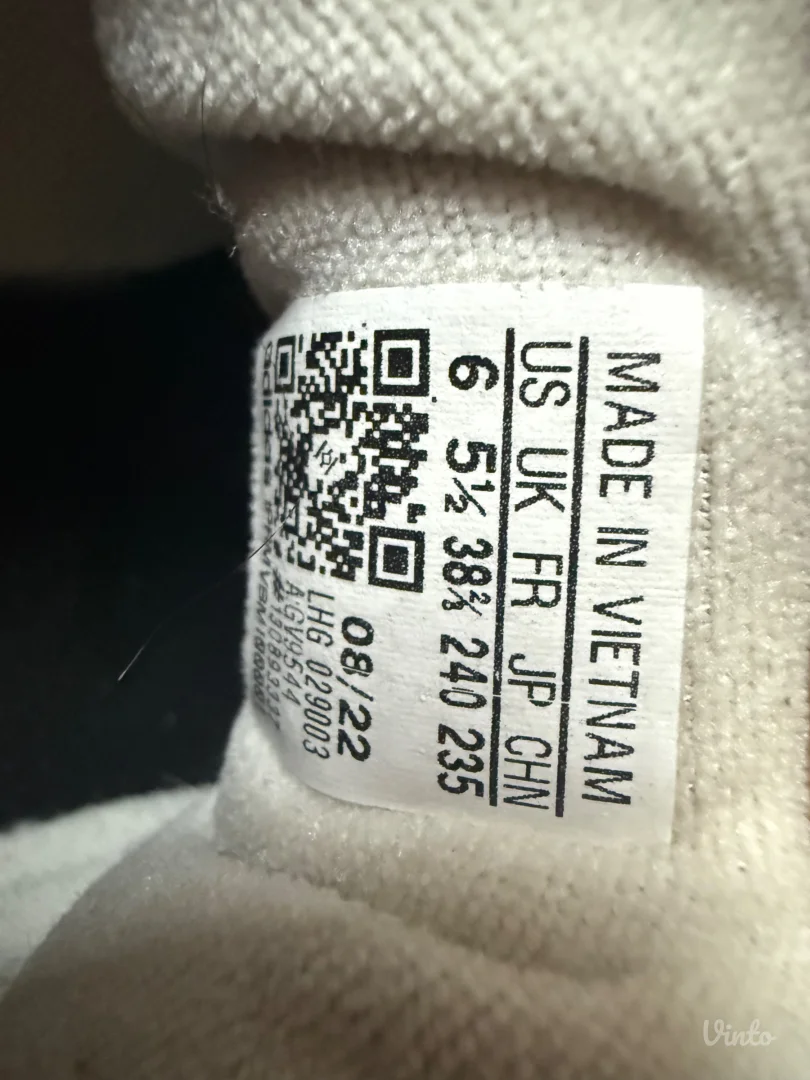 MADE IN VIETNAM
US UK FR JP CHN
6 5½ 38⅔ 240 235
08/22
LHG 029003
Vinto